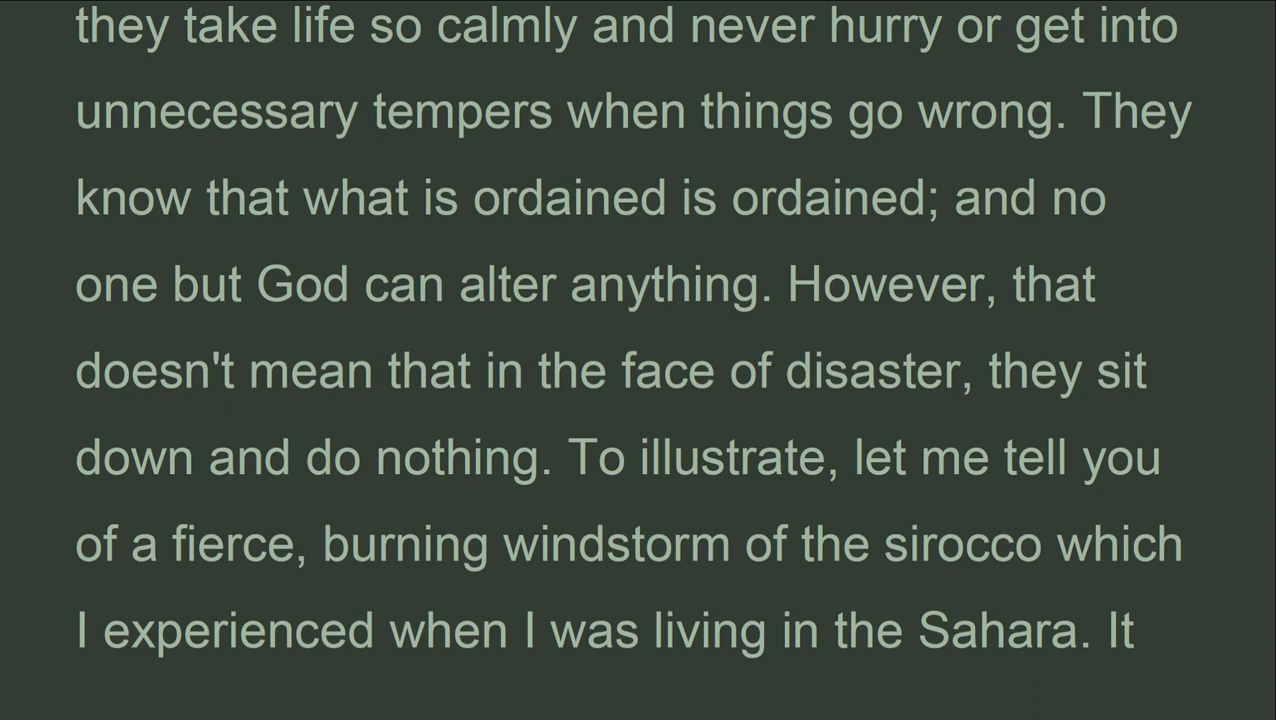 they take life so calmly and never hurry or get into
unnecessary tempers when things go wrong. They
know that what is ordained is ordained; and no
one but God can alter anything. However, that
doesn't mean that in the face of disaster, they sit
down and do nothing. To illustrate, let me tell you
of a fierce, burning windstorm of the sirocco which
I experienced when I was living in the Sahara. It